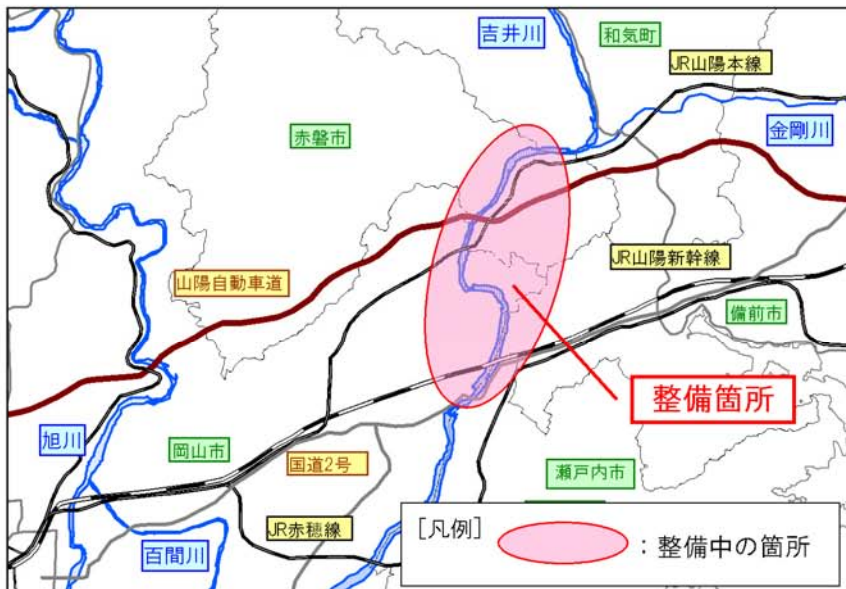 吉井川
和気町
JR山陽本線
金剛川
赤磐市
山陽自動車道
JR山陽新幹線
備前市
整備箇所
旭川
岡山市
国道2号
瀬戸内市
JR赤穂線
百間川
[凡例]
：整備中の箇所